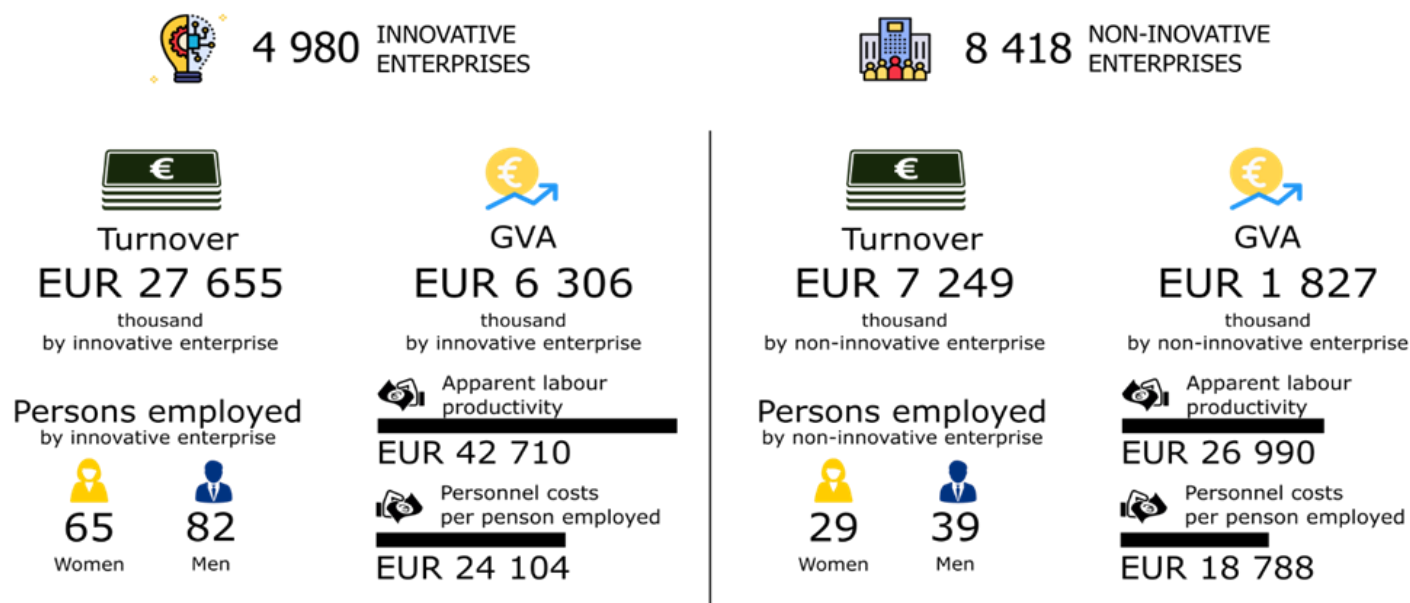 4 980 INNOVATIVE
ENTERPRISES
8 418 NON-INOVATIVE
ENTERPRISES
€
Turnover
EUR 27 655
thousand
by innovative enterprise
Persons employed
by innovative enterprise
65
Women
82
Men
€
GVA
EUR 6 306
thousand
by innovative enterprise
Apparent labour
productivity
EUR 42 710
Personnel costs
per penson employed
EUR 24 104
€
Turnover
EUR 7 249
thousand
by non-innovative enterprise
Persons employed
by non-innovative enterprise
29
Women
39
Men
€
GVA
EUR 1 827
thousand
by non-innovative enterprise
Apparent labour
productivity
EUR 26 990
Personnel costs
per penson employed
EUR 18 788